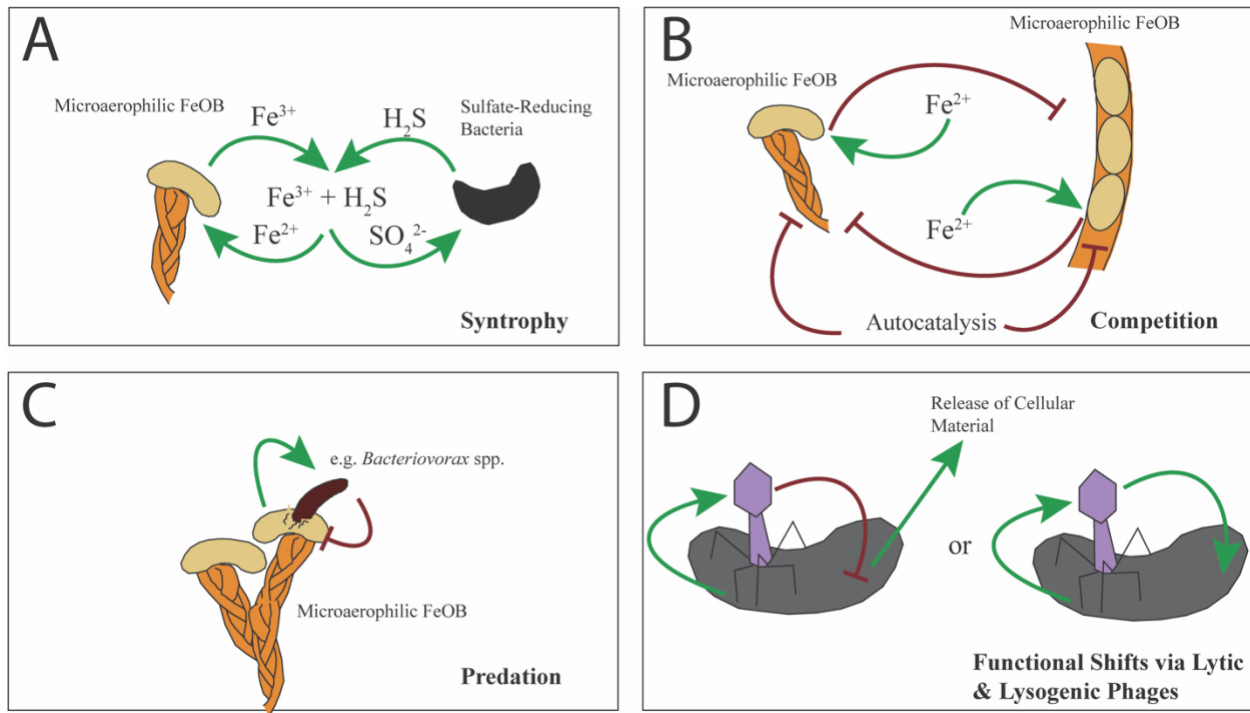 A
Microaerophilic FeOB
Fe³⁺
H₂S
Sulfate-Reducing
Bacteria
Fe³⁺ + H₂S
Fe²⁺
SO₄²⁻
Syntrophy
B
Microaerophilic FeOB
Microaerophilic FeOB
Fe²⁺
Fe²⁺
Autocatalysis
Competition
C
e.g. Bacteriovorax spp.
Microaerophilic FeOB
Predation
D
Release of Cellular
Material
or
Functional Shifts via Lytic
& Lysogenic Phages